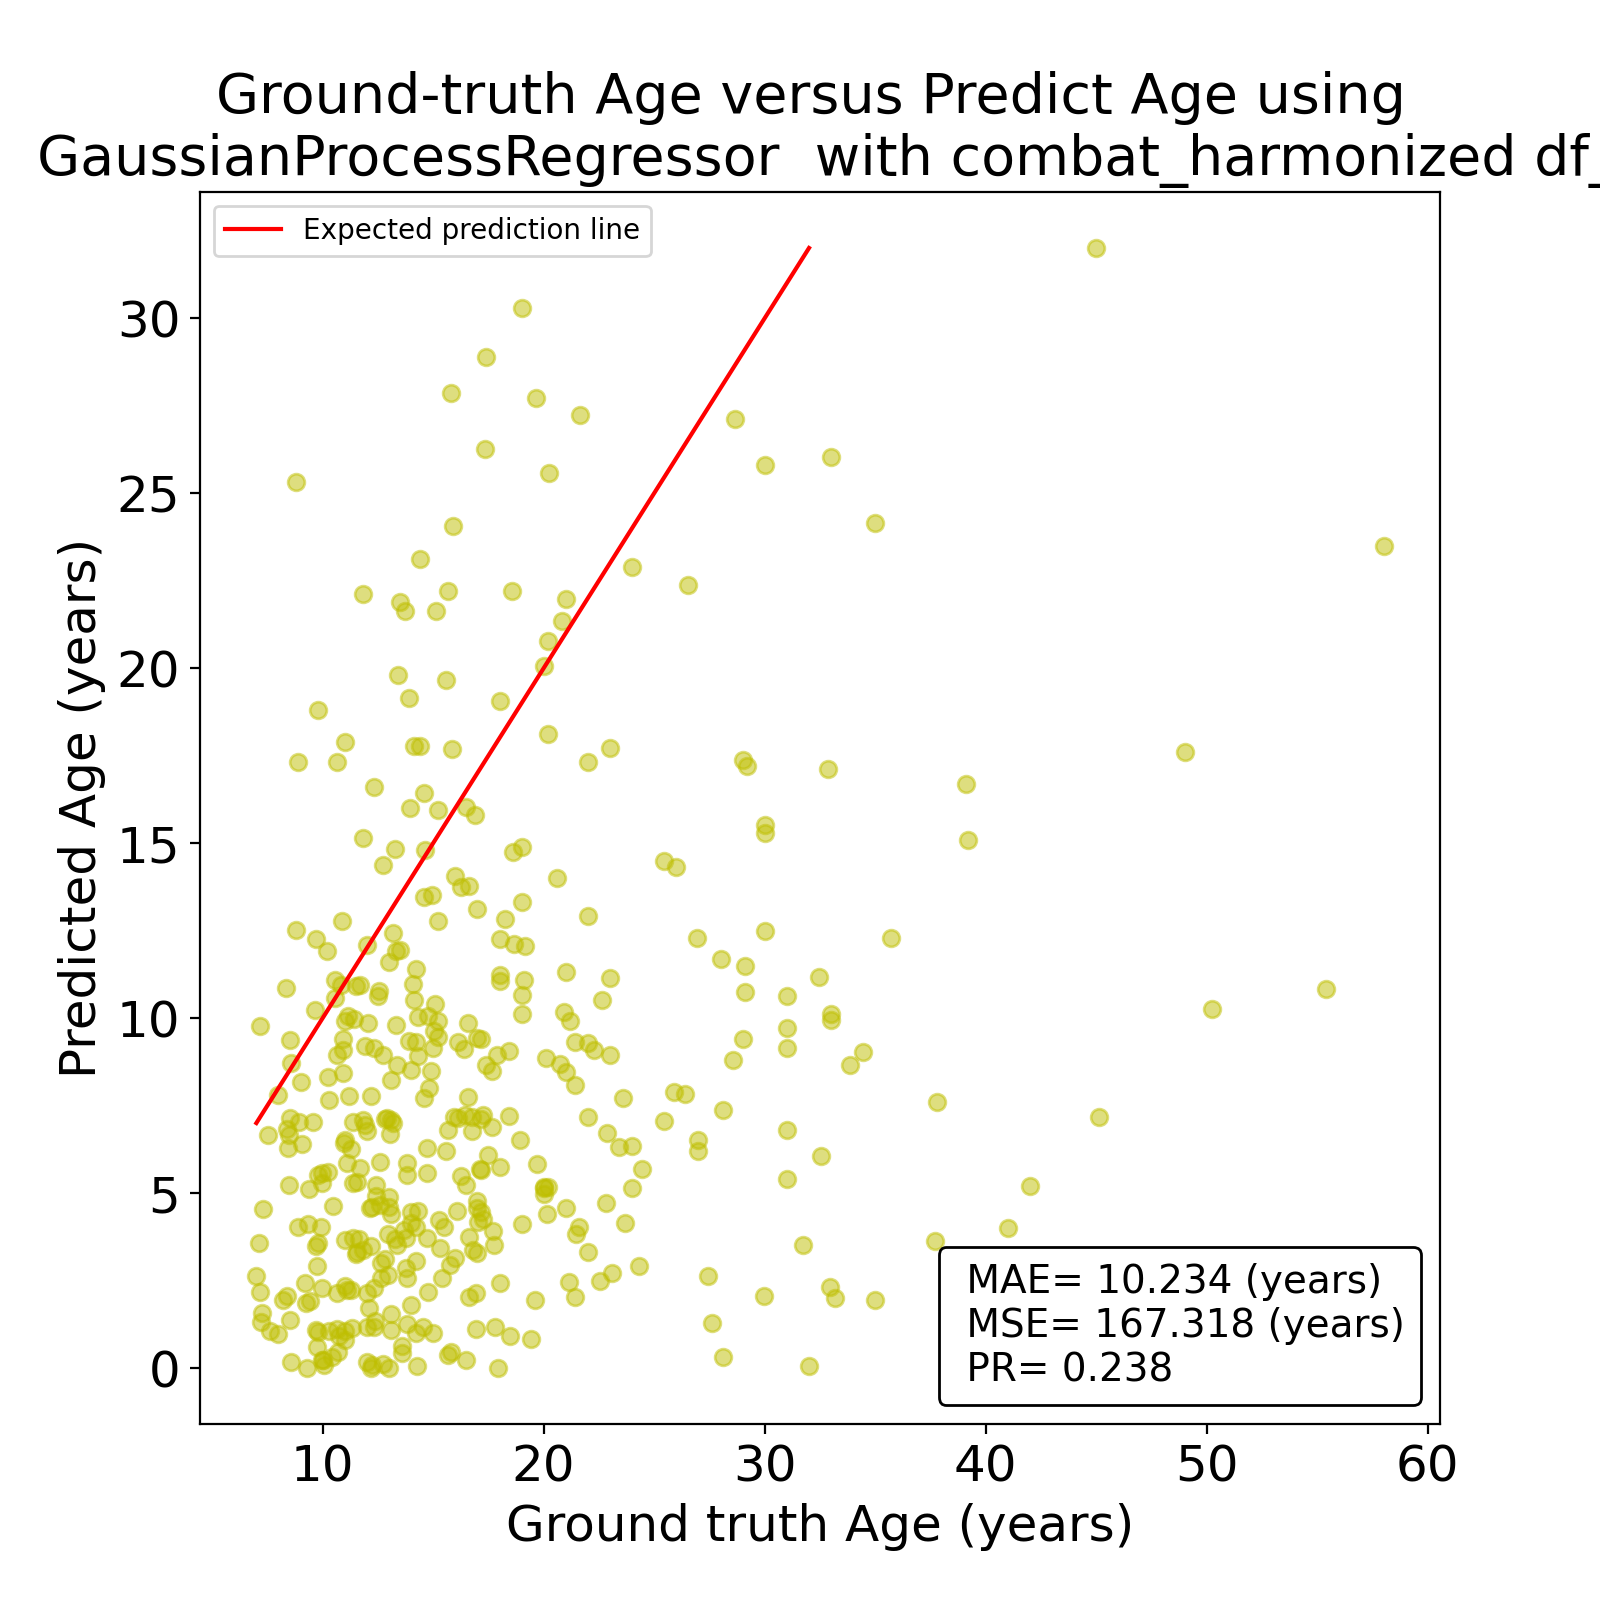 Ground-truth Age versus Predict Age using
GaussianProcessRegressor  with combat_harmonized df_
Expected prediction line
30
25
20
15
10
5
0
Predicted Age (years)
MAE= 10.234 (years)
MSE= 167.318 (years)
PR= 0.238
10 20 30 40 50 60
Ground truth Age (years)